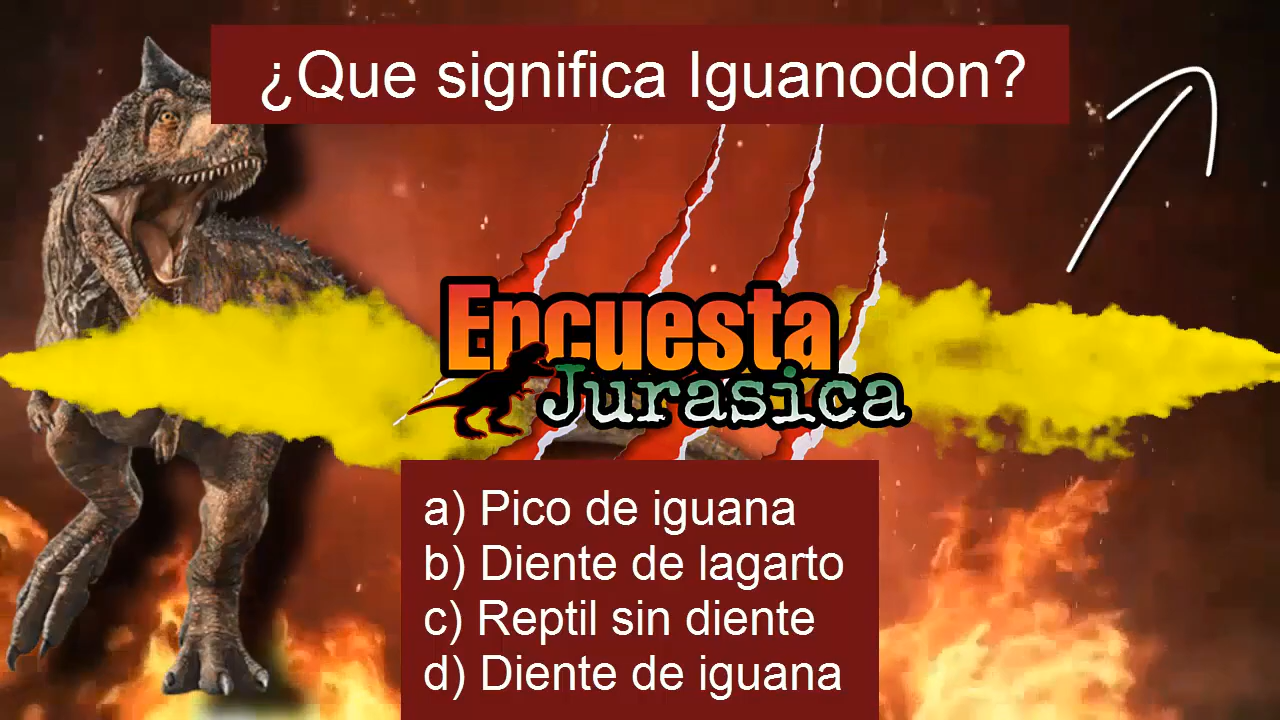 ¿Que significa Iguanodon?
Encuesta
Jurasica
a) Pico de iguana
b) Diente de lagarto
c) Reptil sin diente
d) Diente de iguana